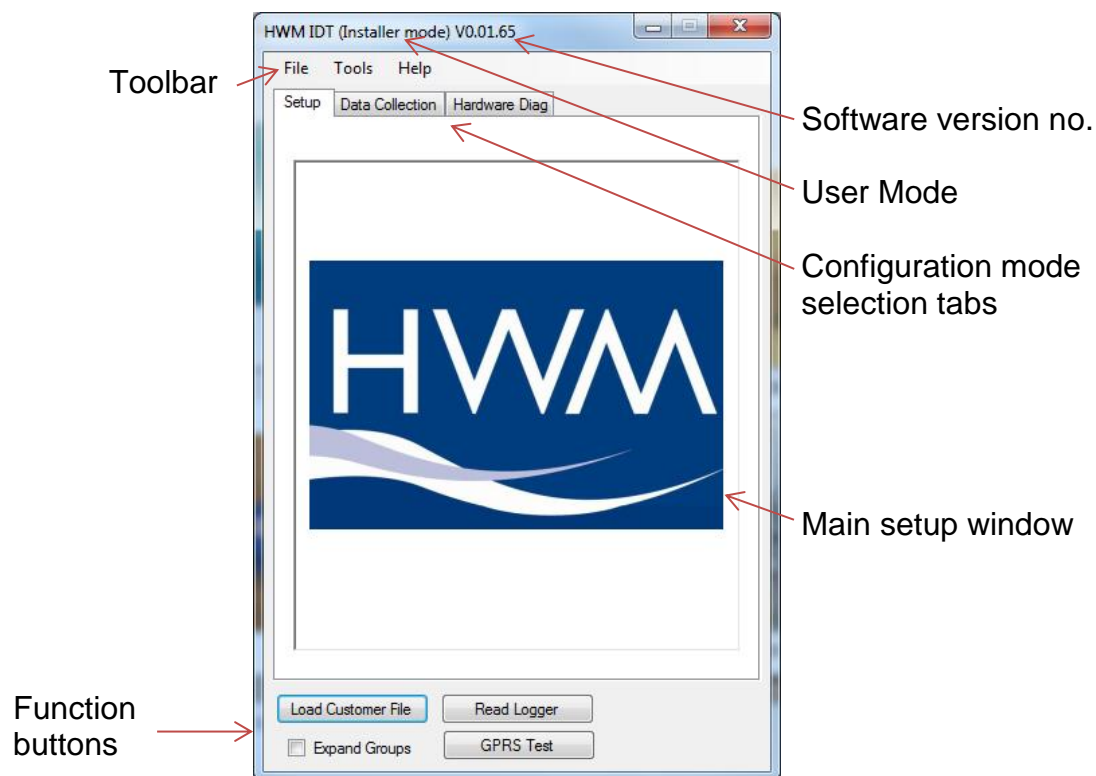 HWM IDT (Installer mode) V0.01.65
File Tools Help
Toolbar
Setup Data Collection Hardware Diag
Software version no.
User Mode
Configuration mode
selection tabs
HWM
Main setup window
Function
buttons
Load Customer File Read Logger
Expand Groups GPRS Test